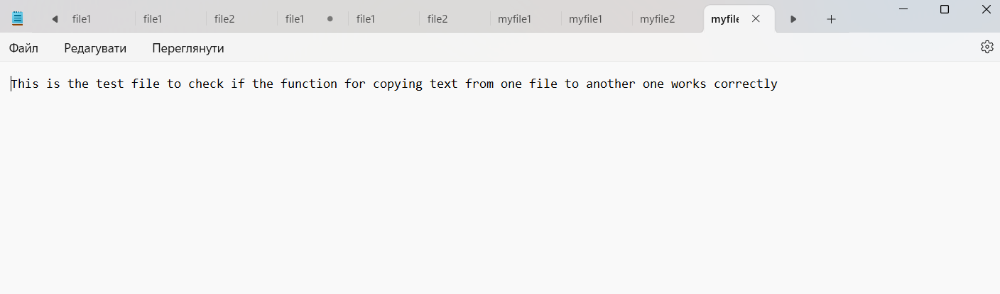 file1 file1 file2 file1 file1 file2 myfile1 myfile1 myfile2 myfile
Файл Редагувати Переглянути
This is the test file to check if the function for copying text from one file to another one works correctly